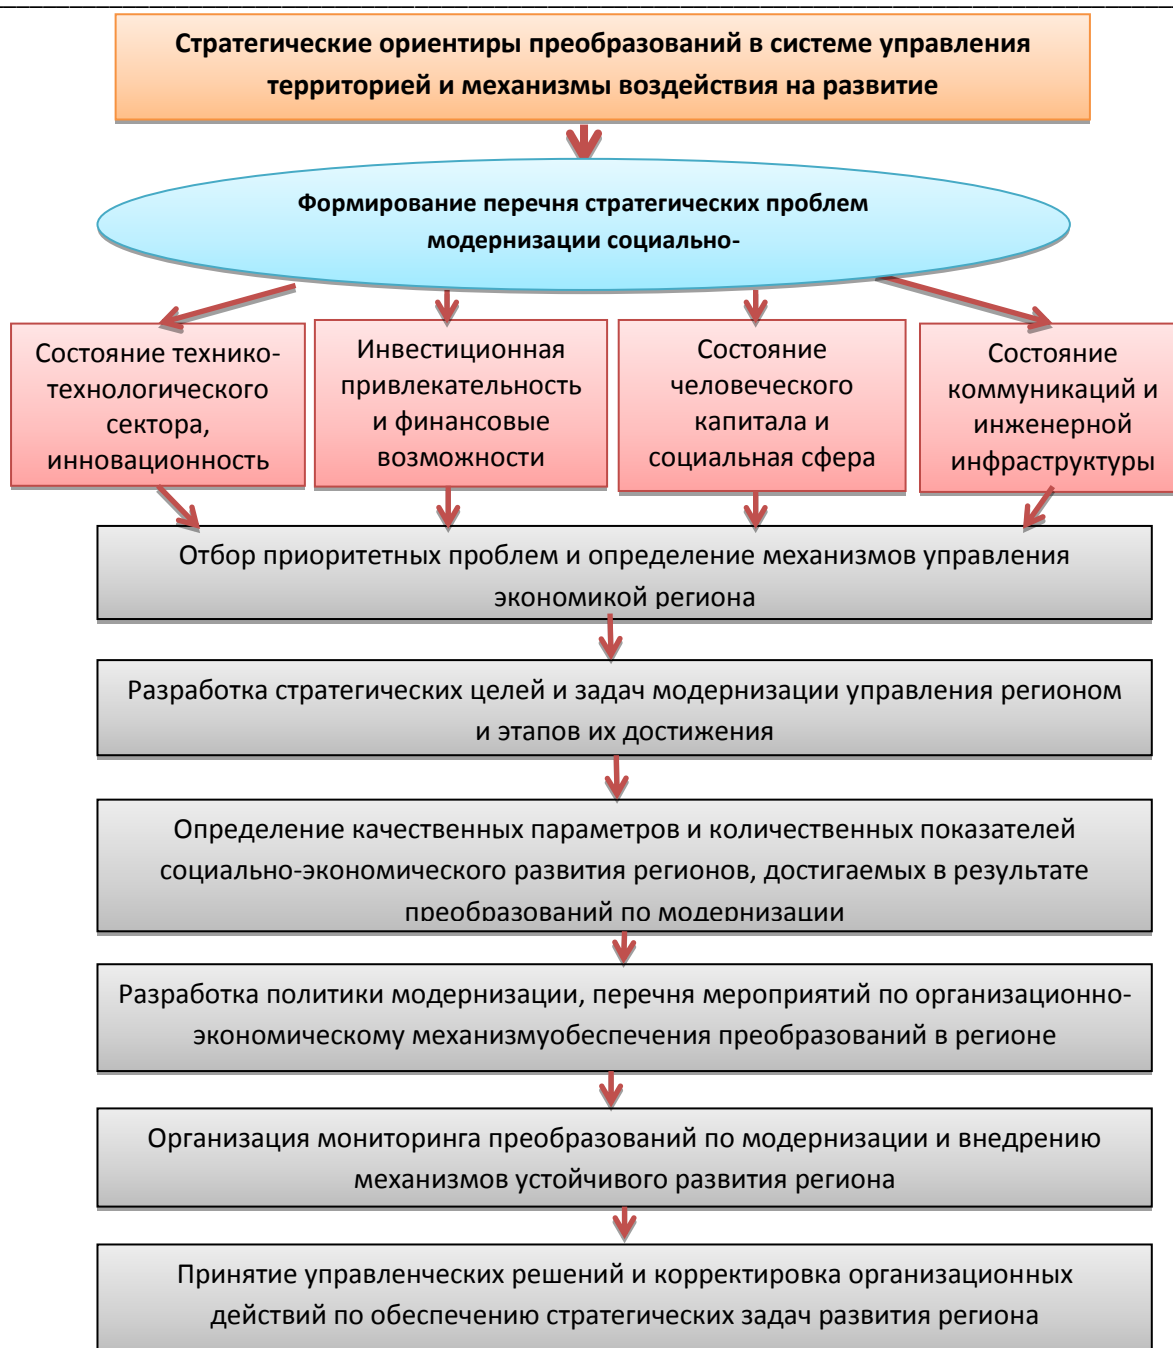 Стратегические ориентиры преобразований в системе управления
территорией и механизмы воздействия на развитие
Формирование перечня стратегических проблем
модернизации социально-
Состояние технико-
технологического
сектора,
инновационность
Инвестиционная
привлекательность
и финансовые
возможности
Состояние
человеческого
капитала и
социальная сфера
Состояние
коммуникаций и
инженерной
инфраструктуры
Отбор приоритетных проблем и определение механизмов управления
экономикой региона
Разработка стратегических целей и задач модернизации управления регионом
и этапов их достижения
Определение качественных параметров и количественных показателей
социально-экономического развития регионов, достигаемых в результате
преобразований по модернизации
Разработка политики модернизации, перечня мероприятий по организационно-
экономическому механизмуобеспечения преобразований в регионе
Организация мониторинга преобразований по модернизации и внедрению
механизмов устойчивого развития региона
Принятие управленческих решений и корректировка организационных
действий по обеспечению стратегических задач развития региона